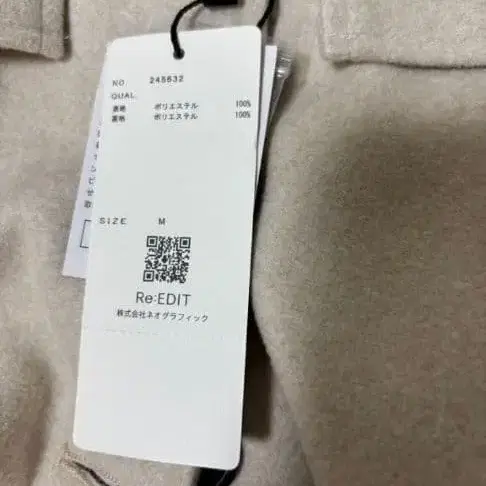 NO. 245632
QUAL.
表地 ポリエステル 100%
裏地 ポリエステル 100%
SIZE M
Re:EDIT
株式会社ネオグラフィック